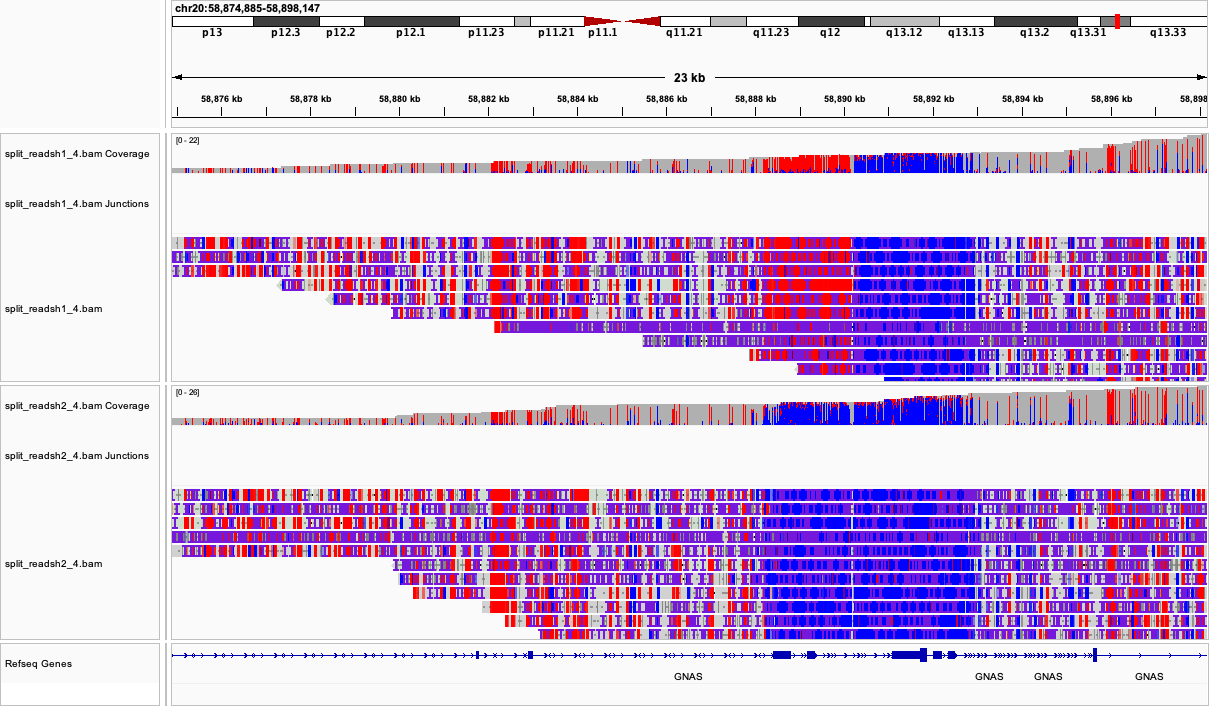 chr20:58,874,885-58,898,147
p13 p12.3 p12.2 p12.1 p11.23 p11.21 p11.1 q11.21 q11.23 q12 q13.12 q13.13 q13.2 q13.31 q13.33
23 kb
58,876 kb 58,878 kb 58,880 kb 58,882 kb 58,884 kb 58,886 kb 58,888 kb 58,890 kb 58,892 kb 58,894 kb 58,896 kb 58,898
[0 - 22]
split_readsh1_4.bam Coverage
split_readsh1_4.bam Junctions
split_readsh1_4.bam
[0 - 26]
split_readsh2_4.bam Coverage
split_readsh2_4.bam Junctions
split_readsh2_4.bam
Refseq Genes
GNAS GNAS GNAS GNAS